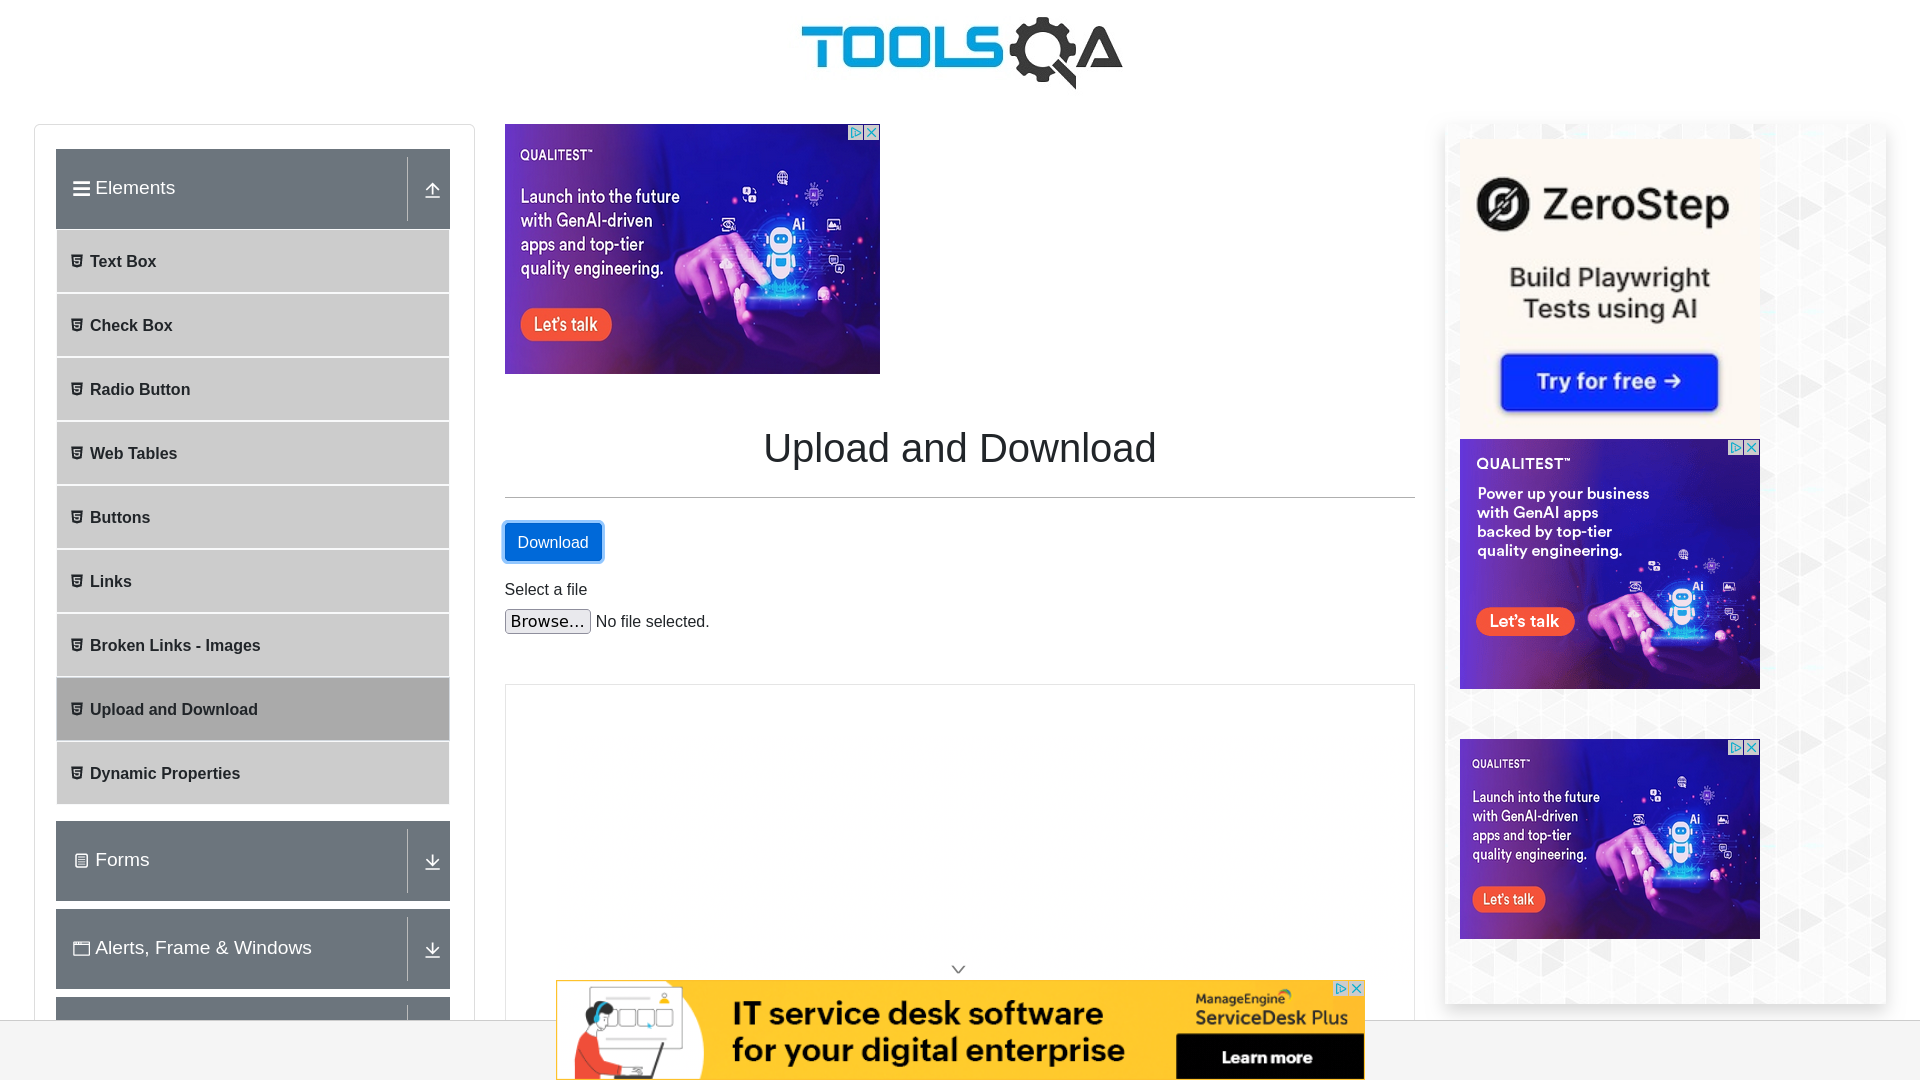 TOOLSQA
Elements
Text Box
Check Box
Radio Button
Web Tables
Buttons
Links
Broken Links - Images
Upload and Download
Dynamic Properties
Forms
Alerts, Frame & Windows
QUALITEST™
Launch into the future
with GenAI-driven
apps and top-tier
quality engineering.
Let's talk
Ai
Upload and Download
Download
Select a file
Browse... No file selected.
ZeroStep
Build Playwright
Tests using AI
Try for free →
QUALITEST™
Power up your business
with GenAI apps
backed by top-tier
quality engineering.
Let's talk
Ai
QUALITEST™
Launch into the future
with GenAI-driven
apps and top-tier
quality engineering.
Let's talk
Ai
IT service desk software
for your digital enterprise
ManageEngine
ServiceDesk Plus
Learn more